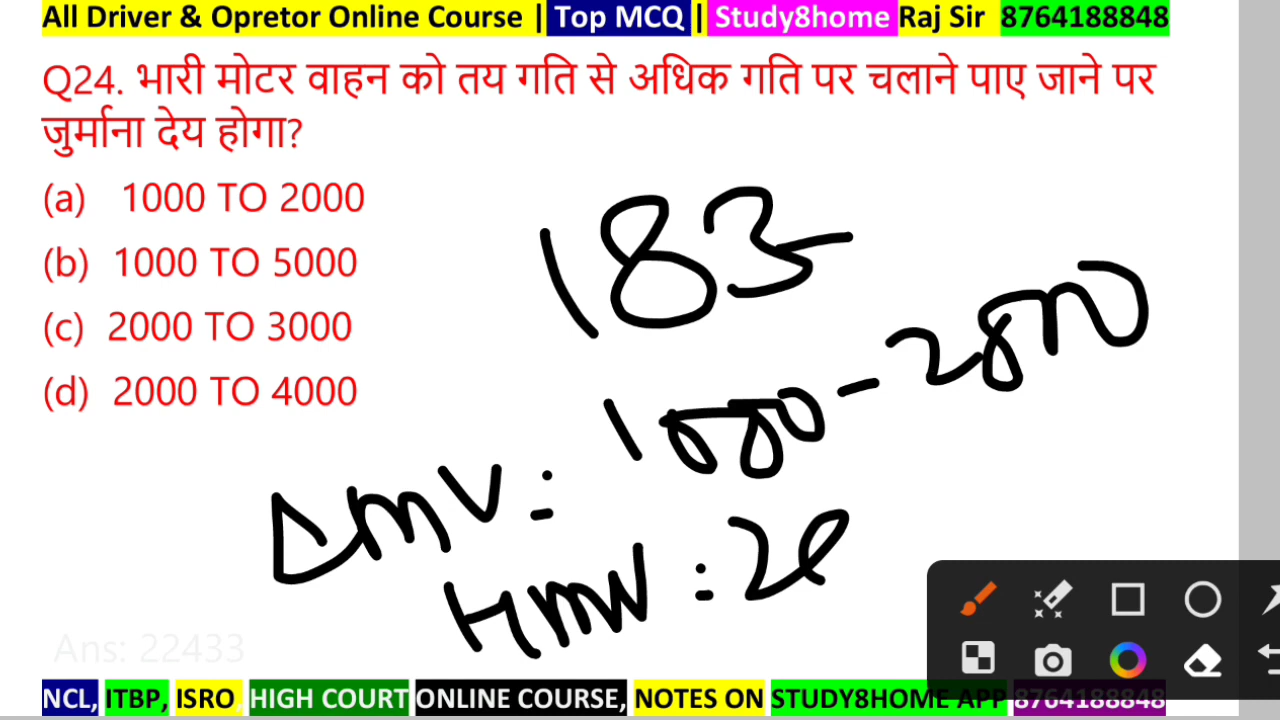 All Driver & Opretor Online Course | Top MCQ | Study8home Raj Sir 8764188848
Q24. भारी मोटर वाहन को तय गति से अधिक गति पर चलाने पाए जाने पर
जुर्माना देय होगा?
(a) 1000 TO 2000
(b) 1000 TO 5000
(c) 2000 TO 3000
(d) 2000 TO 4000
183
1000 - 2000
LMV =
HMV : 20
Ans: 22433
NCL, ITBP, ISRO, HIGH COURT ONLINE COURSE, NOTES ON STUDY8HOME APP 8764188848